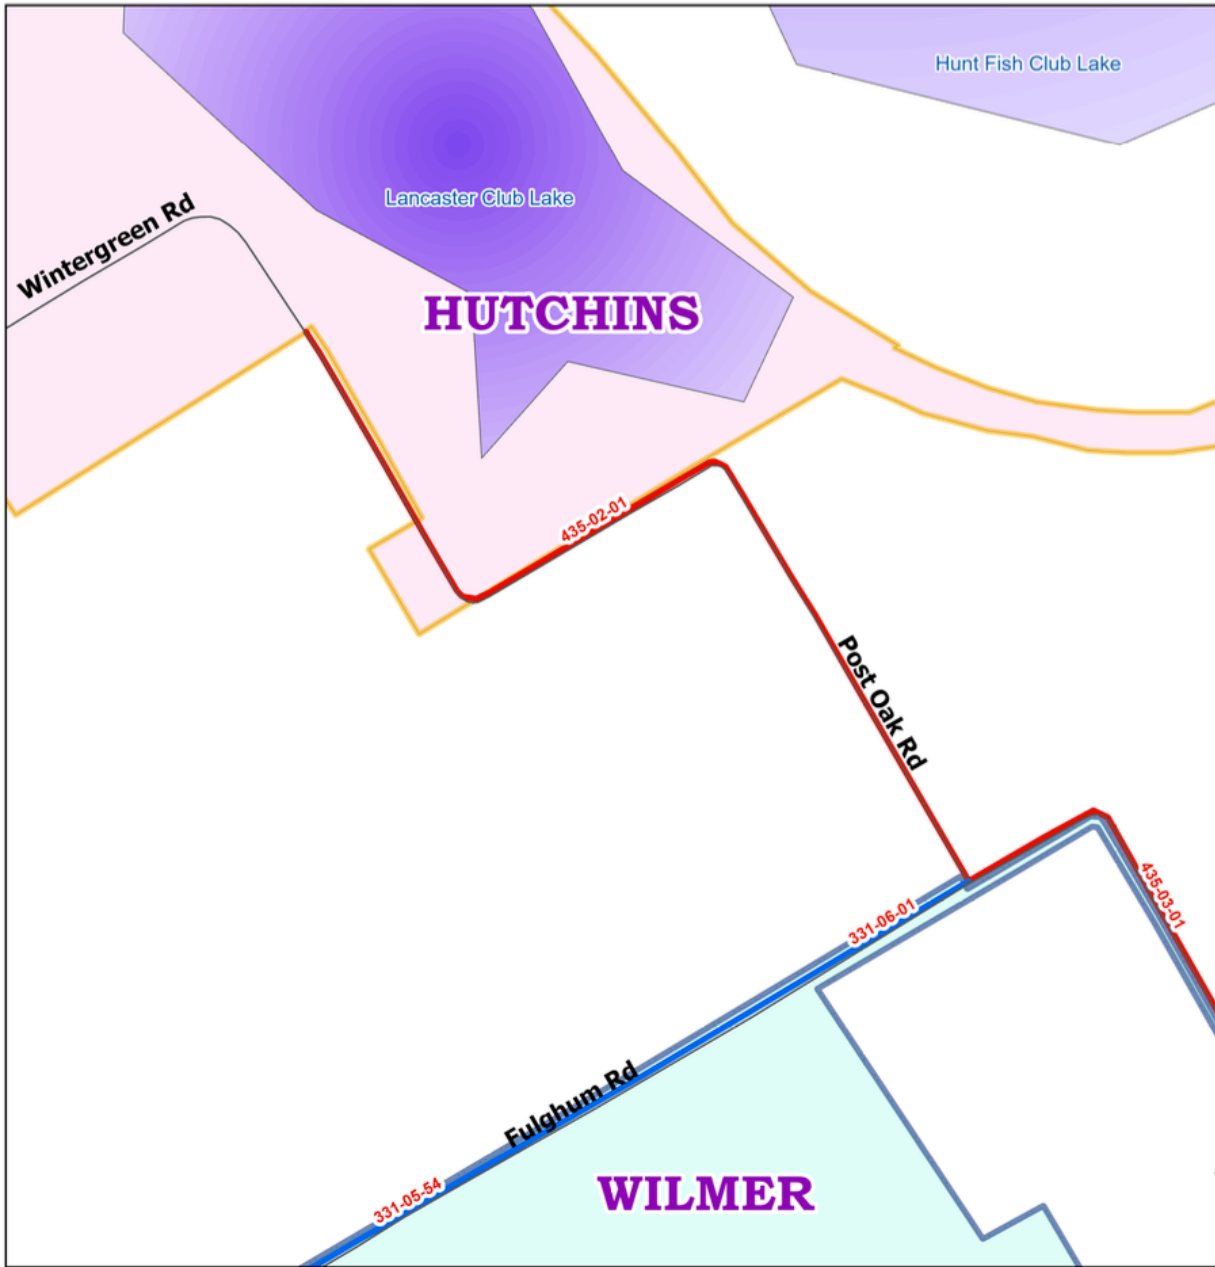 Hunt Fish Club Lake
Lancaster Club Lake
Wintergreen Rd
HUTCHINS
435-02-01
Post Oak Rd
435-03-01
331-06-01
Fulghum Rd
331-05-54
WILMER